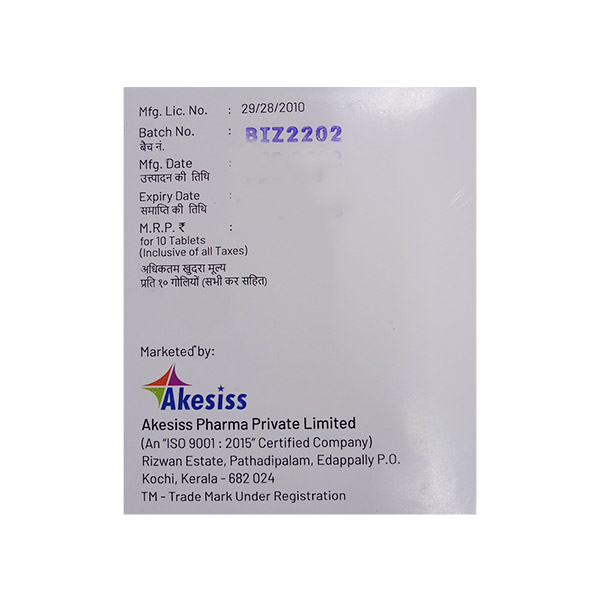 Mfg. Lic. No. : 29/28/2010
Batch No. : BIZ2202
बेच नं.
Mfg. Date :
उत्त्पादन की तिथि
Expiry Date :
समाप्ति की तिथि
M.R.P. ₹ :
for 10 Tablets
(Inclusive of all Taxes)
अधिकतम खुदरा मूल्य
प्रति १० गोलियाँ (सभी कर सहित)
Marketed by:
Akesiss
Akesiss Pharma Private Limited
(An "ISO 9001 : 2015" Certified Company)
Rizwan Estate, Pathadipalam, Edappally P.O.
Kochi, Kerala - 682 024
TM - Trade Mark Under Registration